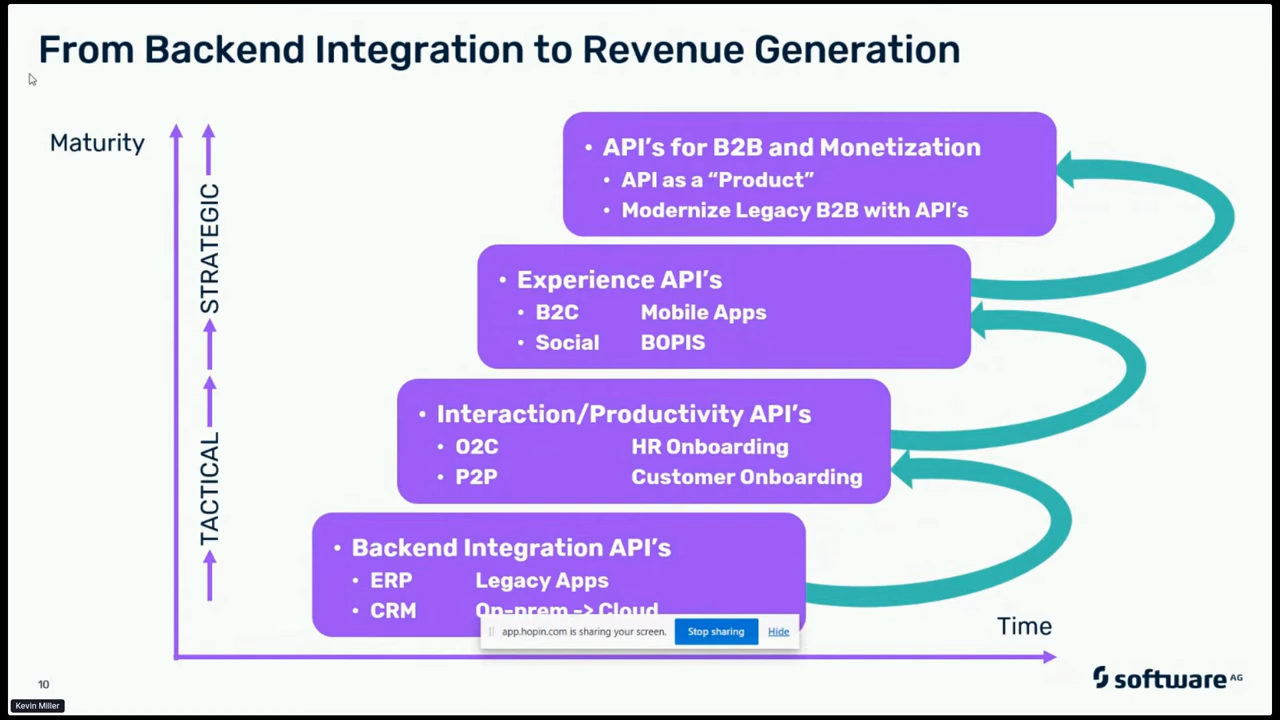 From Backend Integration to Revenue Generation
Maturity
STRATEGIC
TACTICAL
• API's for B2B and Monetization
• API as a “Product”
• Modernize Legacy B2B with API's
• Experience API's
• B2C Mobile Apps
• Social BOPIS
• Interaction/Productivity API's
• O2C HR Onboarding
• P2P Customer Onboarding
• Backend Integration API's
• ERP Legacy Apps
• CRM On-prem -> Cloud
app.hopin.com is sharing your screen. Stop sharing Hide
Time
10
software AG
Kevin Miller